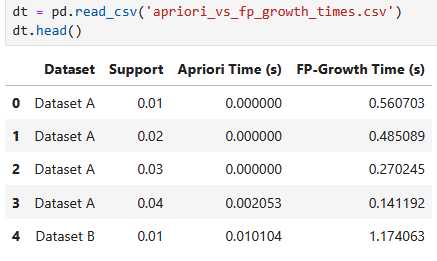 dt = pd.read_csv('apriori_vs_fp_growth_times.csv')
dt.head()
Dataset Support Apriori Time (s) FP-Growth Time (s)
0 Dataset A 0.01 0.000000 0.560703
1 Dataset A 0.02 0.000000 0.485089
2 Dataset A 0.03 0.000000 0.270245
3 Dataset A 0.04 0.002053 0.141192
4 Dataset B 0.01 0.010104 1.174063